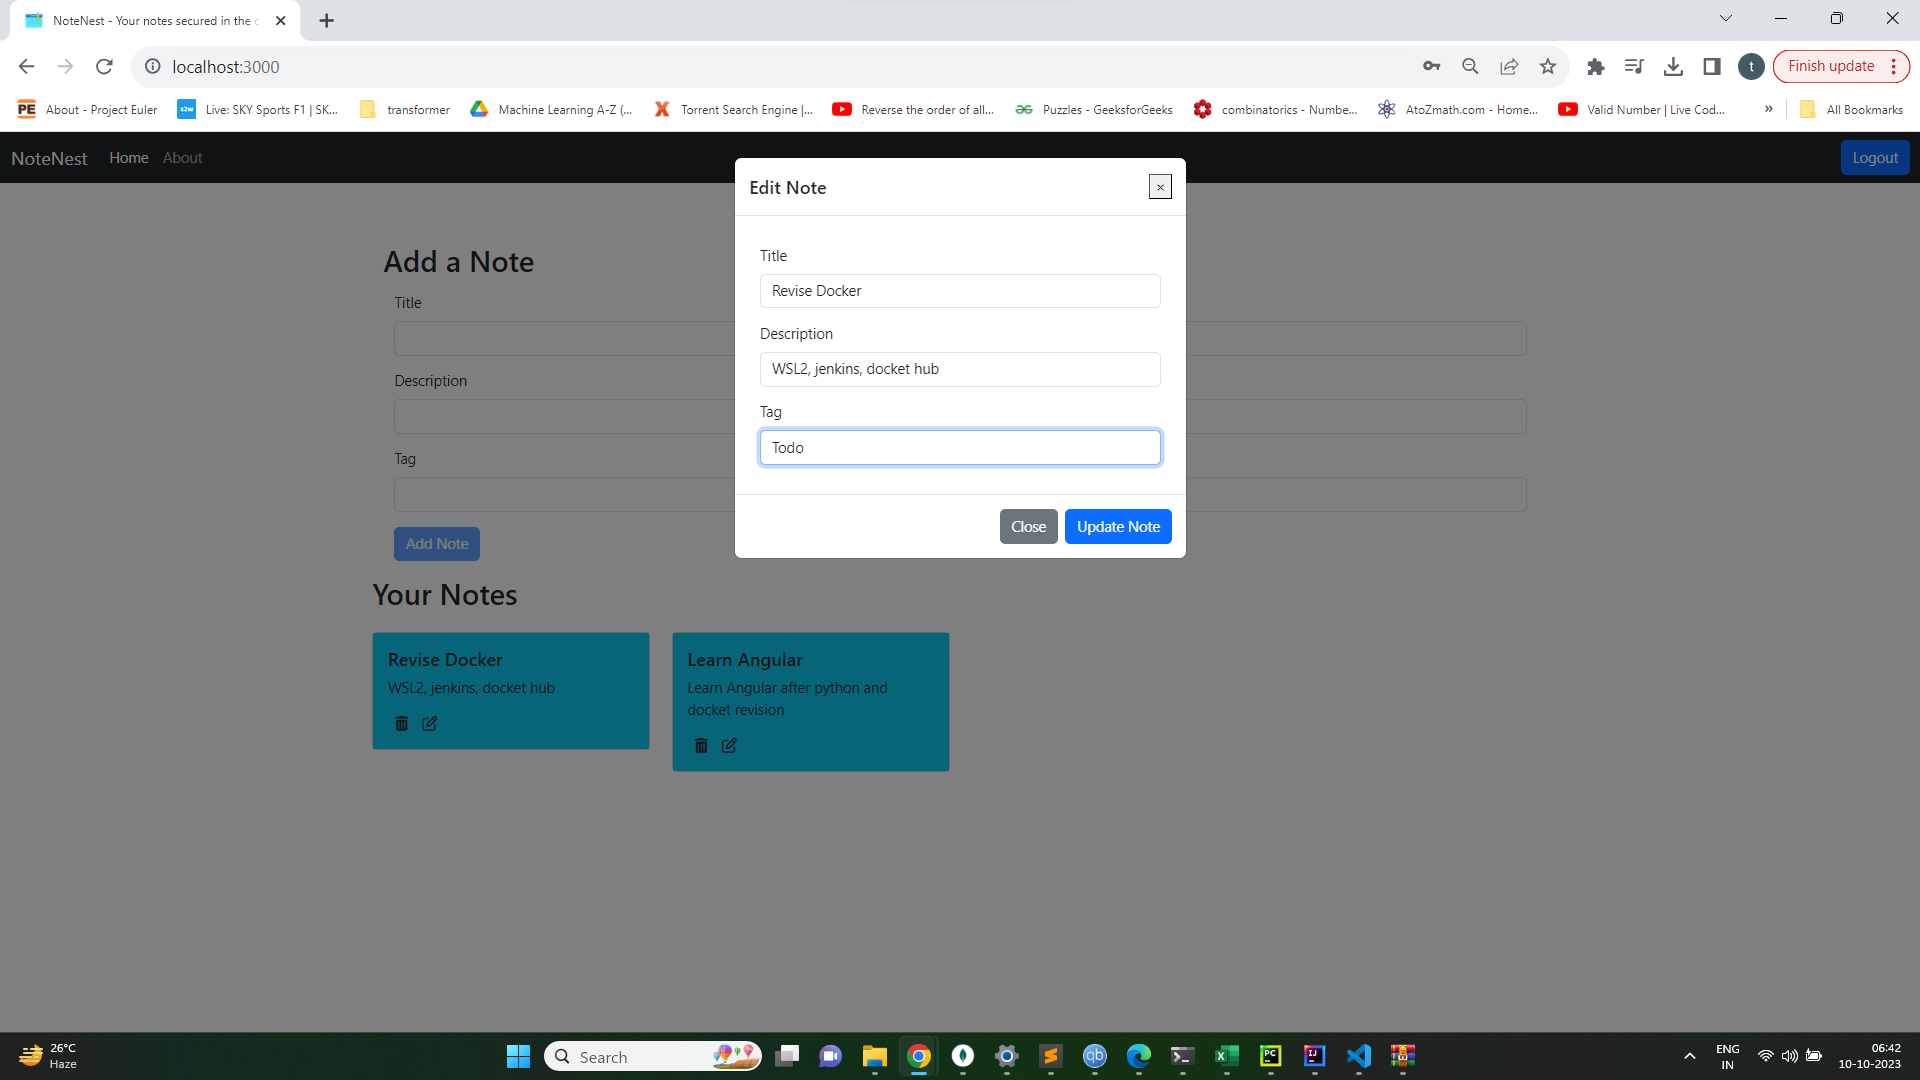 NoteNest - Your notes secured in the c
localhost:3000
Finish update
About - Project Euler
Live: SKY Sports F1 | SK...
transformer
Machine Learning A-Z (...
Torrent Search Engine |...
Reverse the order of all...
Puzzles - GeeksforGeeks
combinatorics - Numbe...
AtoZmath.com - Home...
Valid Number | Live Cod...
»
All Bookmarks
NoteNest
Home
About
Logout
Edit Note
×
Title
Revise Docker
Description
WSL2, jenkins, docket hub
Tag
Todo
Close
Update Note
Add a Note
Title
Description
Tag
Add Note
Your Notes
Revise Docker
WSL2, jenkins, docket hub
Learn Angular
Learn Angular after python and
docket revision
26°C
Haze
Search
ENG
IN
06:42
10-10-2023